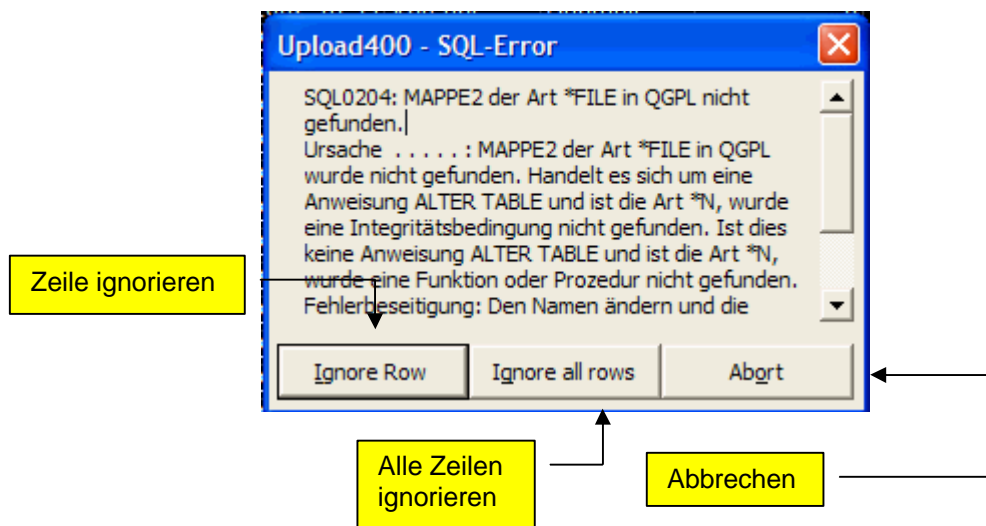 Upload400 - SQL-Error
SQL0204: MAPPE2 der Art *FILE in QGPL nicht
gefunden.
Ursache . . . . . : MAPPE2 der Art *FILE in QGPL
wurde nicht gefunden. Handelt es sich um eine
Anweisung ALTER TABLE und ist die Art *N, wurde
eine Integritätsbedingung nicht gefunden. Ist dies
keine Anweisung ALTER TABLE und ist die Art *N,
wurde eine Funktion oder Prozedur nicht gefunden.
Fehlerbeseitigung: Den Namen ändern und die
Zeile ignorieren
Ignore Row
Ignore all rows
Abort
Alle Zeilen
ignorieren
Abbrechen